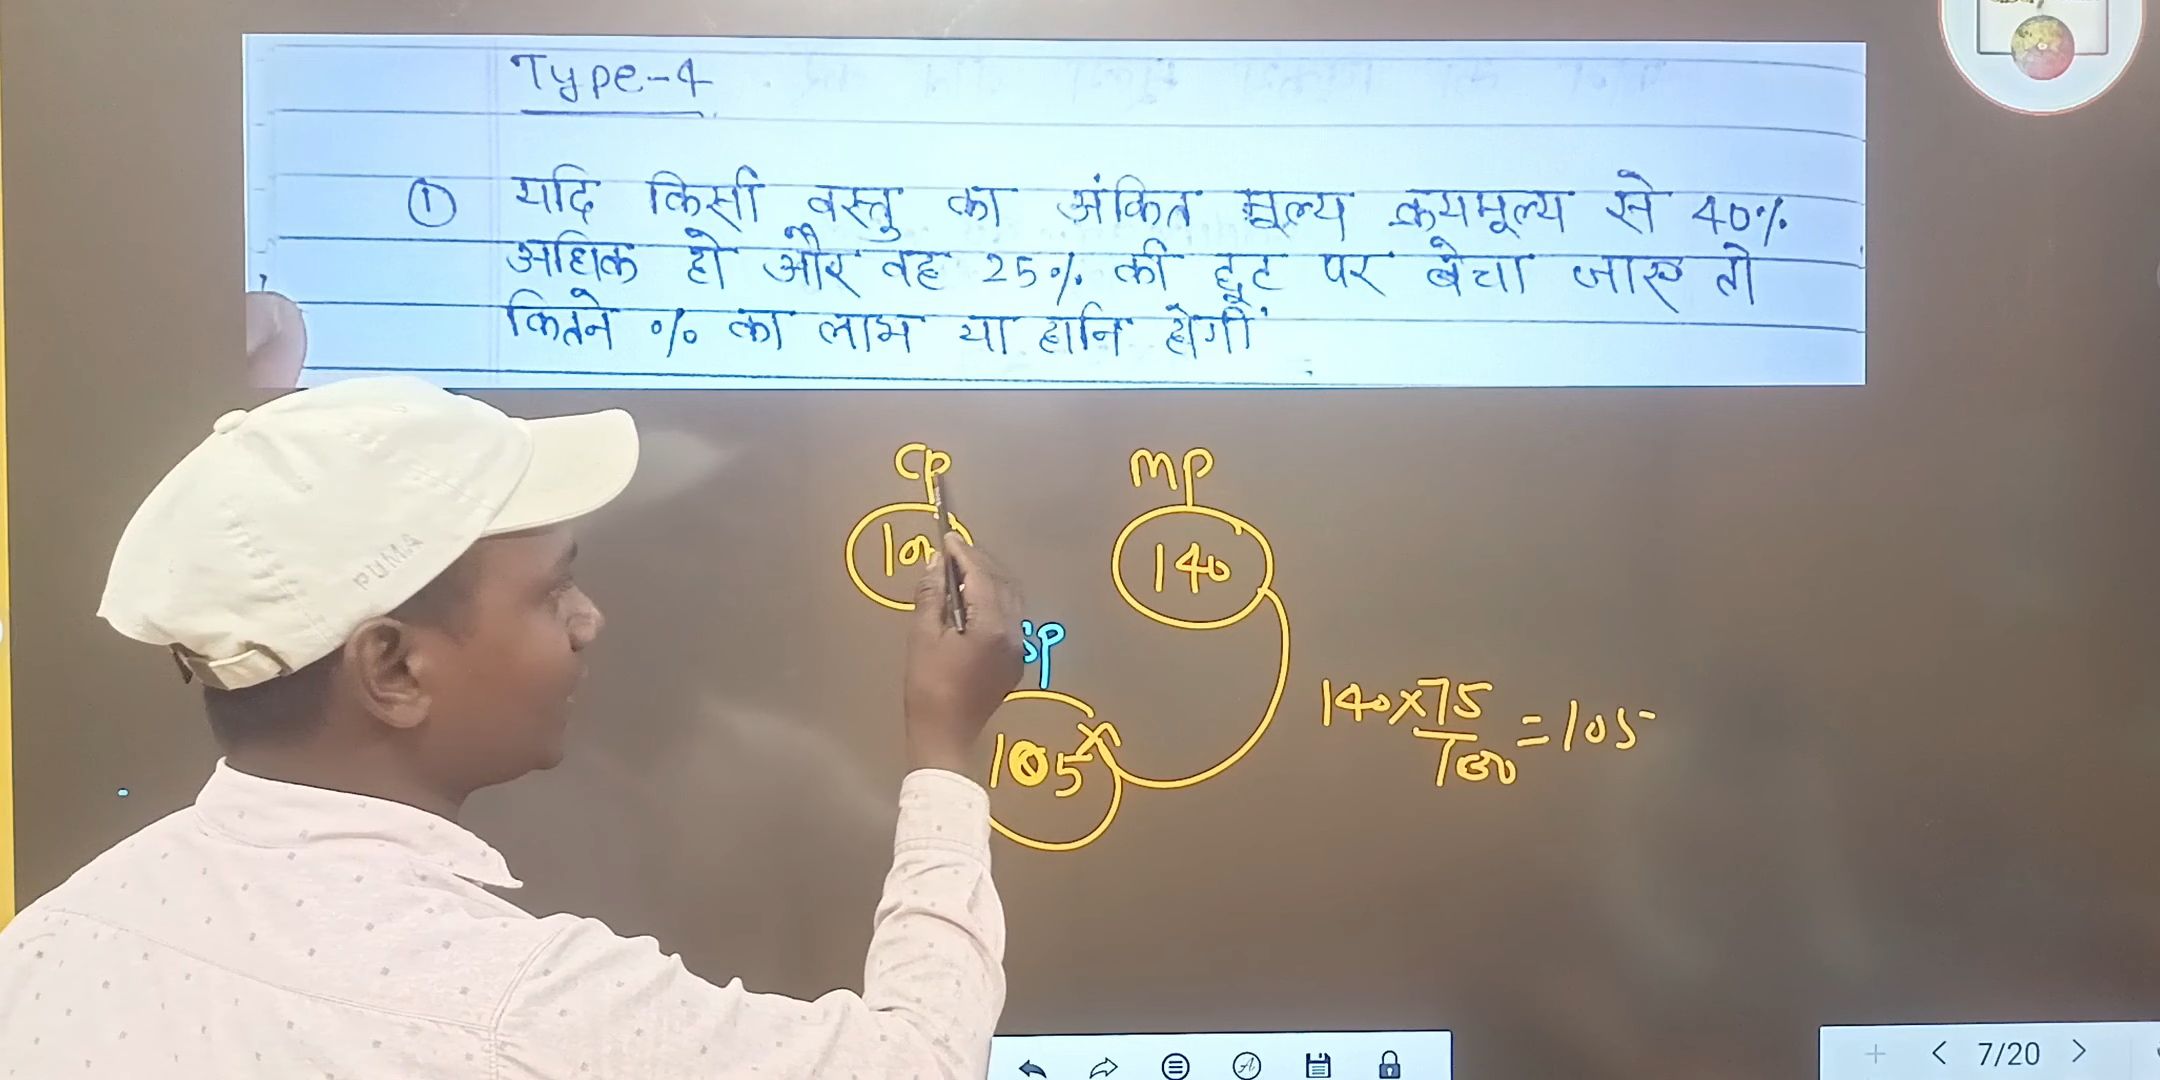 Type-4
① यदि किसी वस्तु का अंकित मूल्य क्रयमूल्य से 40%
अधिक हो और वह 25% की छूट पर बेचा जाए तो
कितने % का लाभ या हानि होगी
CP
MP
140
SP
105
140×75/100 = 105
PUMA
7/20